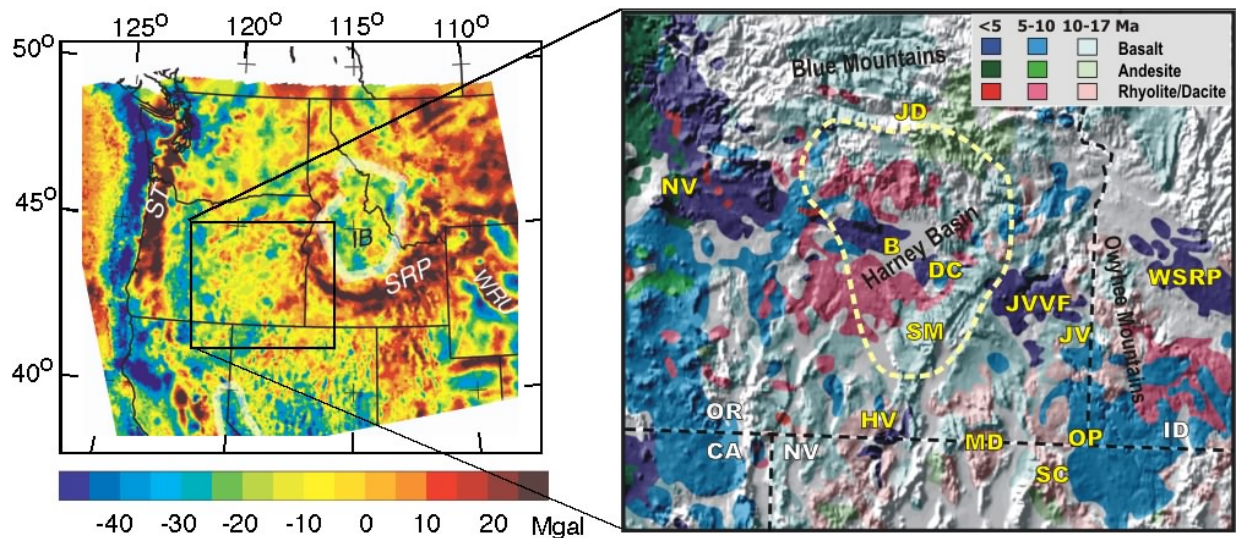 125° 120° 115° 110°
50°
45°
40°
ST
IB
SRP
WRU
-40 -30 -20 -10 0 10 20 Mgal
<5 5-10 10-17 Ma
Basalt
Andesite
Rhyolite/Dacite
Blue Mountains
JD
NV
B
Harney Basin
DC
WSRP
JVVF
SM
JV
Owyhee Mountains
OR
HV
ID
CA
NV
MD
OP
SC